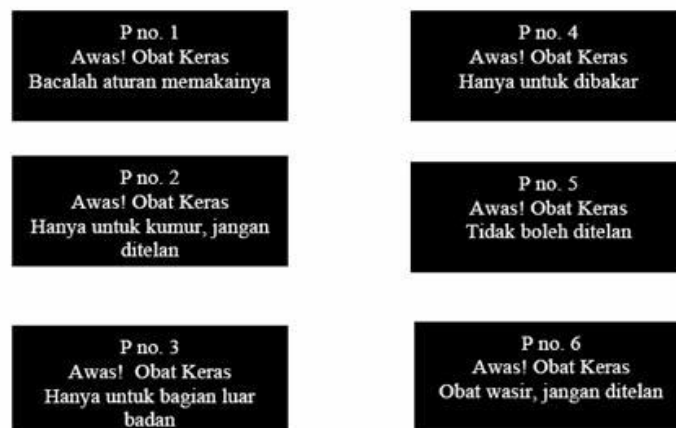 P no. 1
Awas! Obat Keras
Bacalah aturan memakainya
P no. 2
Awas! Obat Keras
Hanya untuk kumur, jangan
ditelan
P no. 3
Awas! Obat Keras
Hanya untuk bagian luar
badan
P no. 4
Awas! Obat Keras
Hanya untuk dibakar
P no. 5
Awas! Obat Keras
Tidak boleh ditelan
P no. 6
Awas! Obat Keras
Obat wasir, jangan ditelan